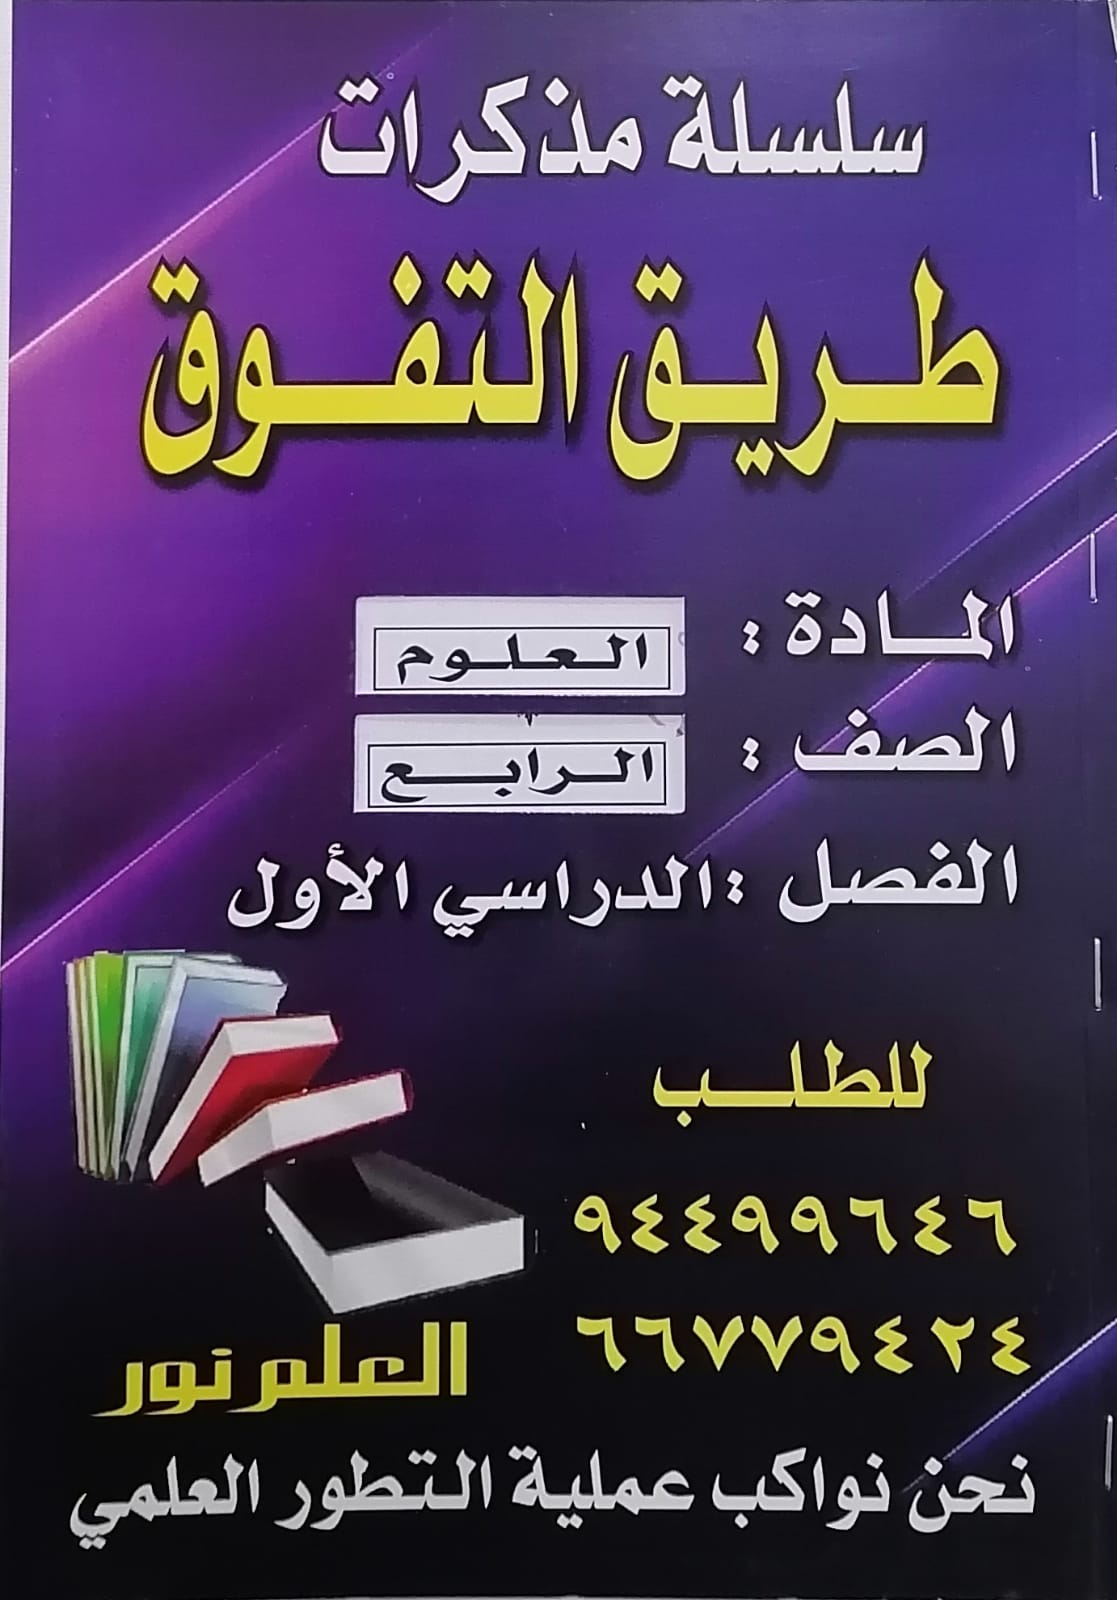 سلسلة مذكرات
طريق التفوق
المادة : العلوم
الصف : الرابع
الفصل : الدراسي الأول
للطلب
٩٤٤٩٩٦٤٦
٦٦٧٧٩٤٢٤
العلم نور
نحن نواكب عملية التطور العلمي